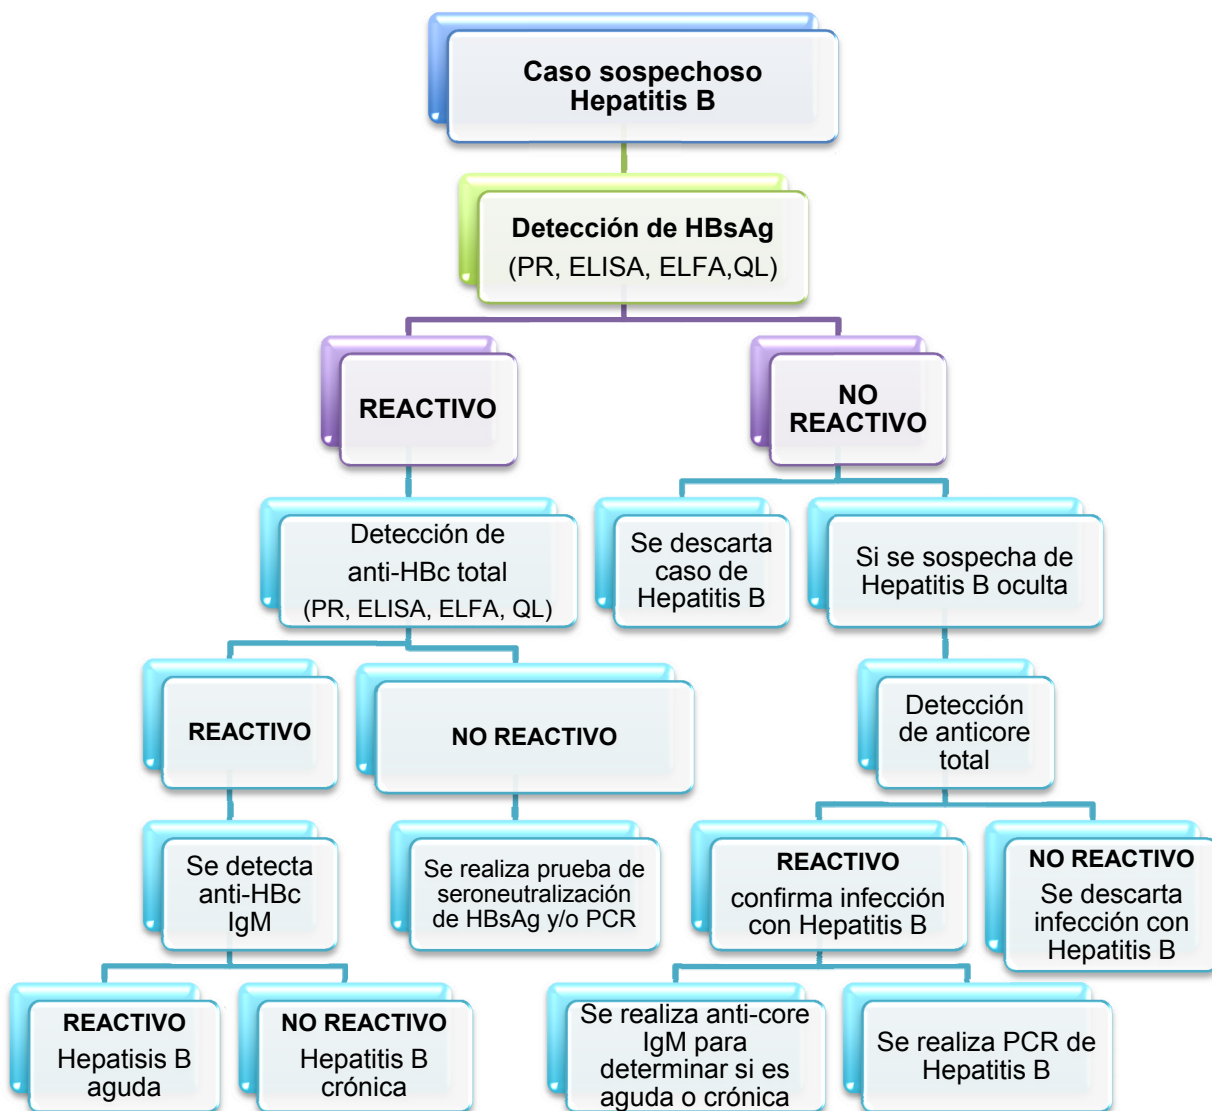 Caso sospechoso
Hepatitis B
Detección de HBsAg
(PR, ELISA, ELFA,QL)
REACTIVO
NO
REACTIVO
Detección de
anti-HBc total
(PR, ELISA, ELFA, QL)
Se descarta
caso de
Hepatitis B
Si se sospecha de
Hepatitis B oculta
REACTIVO
NO REACTIVO
Detección
de anticore
total
Se detecta
anti-HBc
IgM
Se realiza prueba de
seroneutralización
de HBsAg y/o PCR
REACTIVO
confirma infección
con Hepatitis B
NO REACTIVO
Se descarta
infección con
Hepatitis B
REACTIVO
Hepatisis B
aguda
NO REACTIVO
Hepatitis B
crónica
Se realiza anti-core
IgM para
determinar si es
aguda o crónica
Se realiza PCR de
Hepatitis B